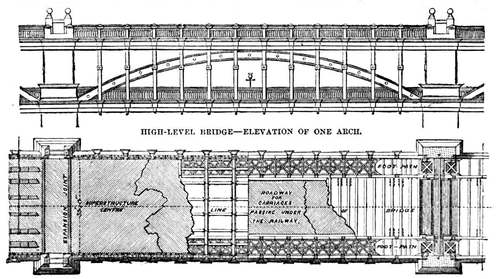 HIGH-LEVEL BRIDGE—ELEVATION OF ONE ARCH.
FOOT-PATH
EXPANSION JOINT
SUPERSTRUCTURE
CENTRE
LINE
ROADWAY
FOR
CARRIAGES
PASSING UNDER
THE RAILWAY.
OF
BRIDGE
FOOT-PATH